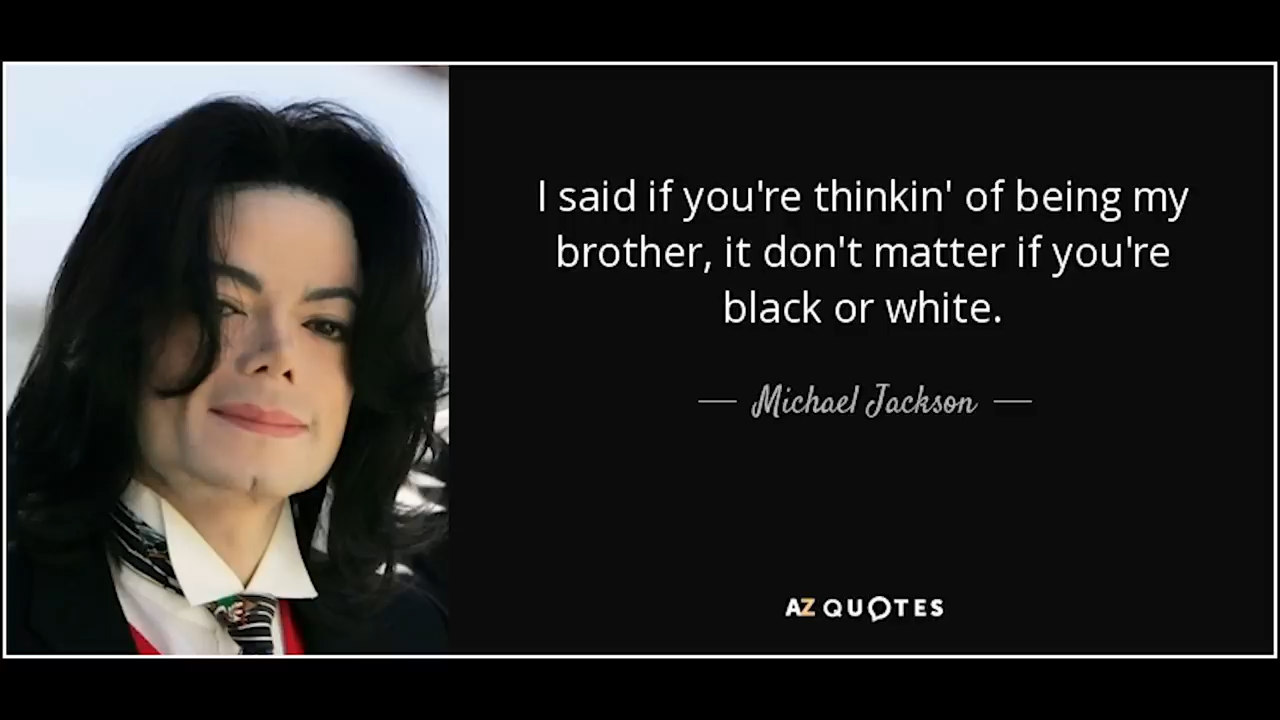 I said if you're thinkin' of being my
brother, it don't matter if you're
black or white.
Michael Jackson
AZ QUOTES